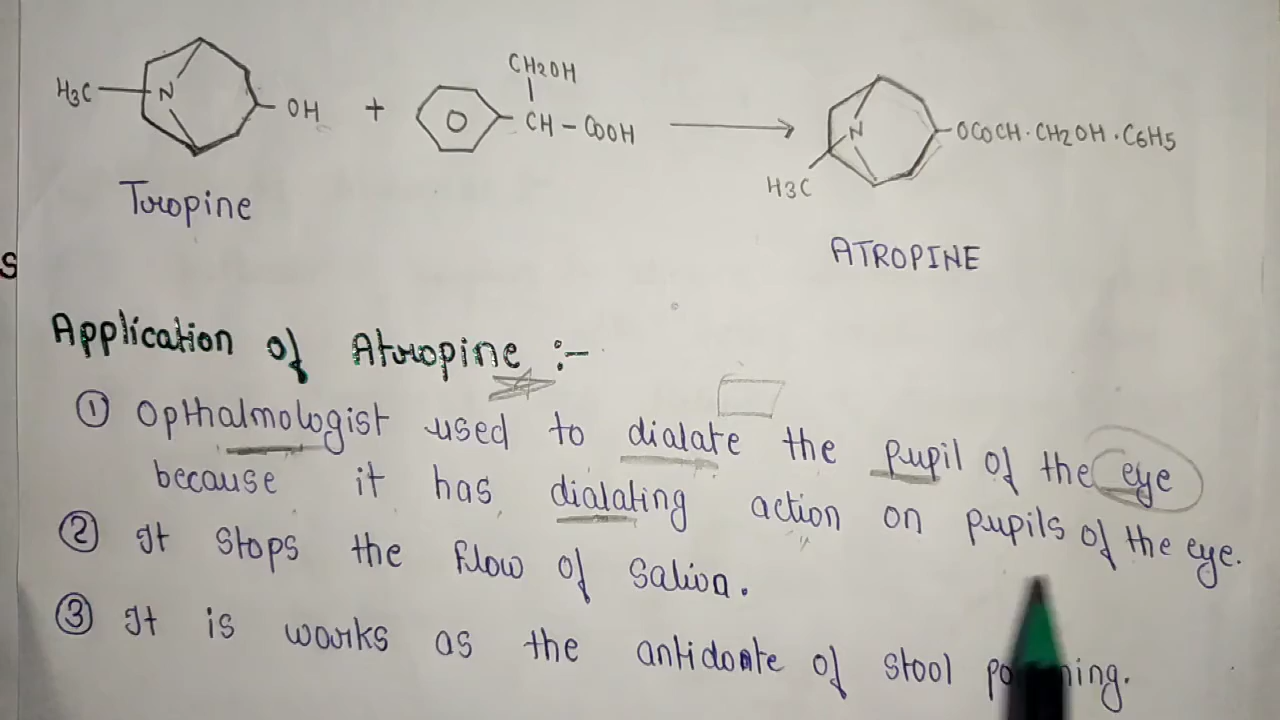 CH2OH
H3C N OH + CH - COOH N OCOCH·CH2OH·C6H5
H3C
Tropine
ATROPINE
S
Application of Atropine :-
① Opthalmologist used to dialate the pupil of the eye
because it has dialating action on pupils of the eye.
② It stops the flow of saliva.
③ It is works as the antidote of stool